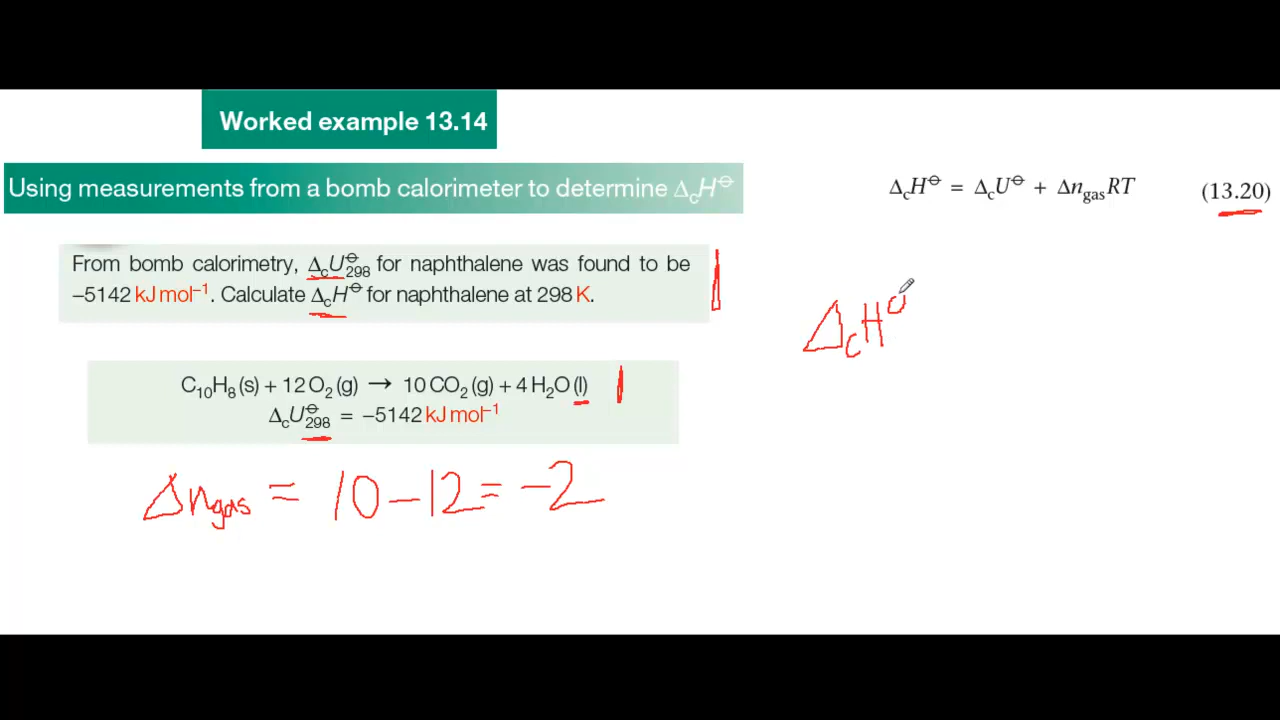 Worked example 13.14
Using measurements from a bomb calorimeter to determine ΔcH⦵
ΔcH⦵ = ΔcU⦵ + ΔngasRT (13.20)
From bomb calorimetry, ΔcU⦵298 for naphthalene was found to be
–5142 kJ mol–1. Calculate ΔcH⦵ for naphthalene at 298 K.
C10H8 (s) + 12 O2 (g) → 10 CO2 (g) + 4 H2O (l)
ΔcU⦵298 = –5142 kJ mol–1
Δngas = 10 – 12 = –2
ΔcHo